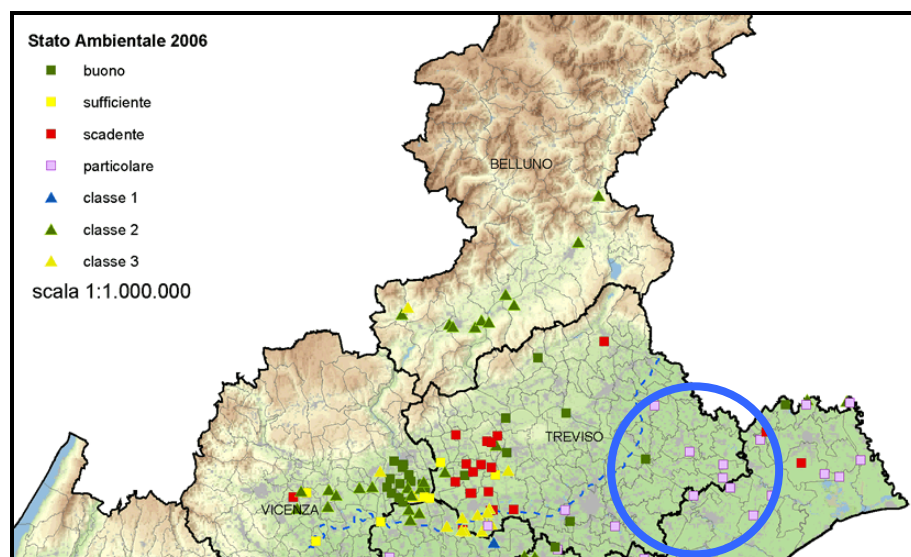 Stato Ambientale 2006
buono
sufficiente
scadente
particolare
classe 1
classe 2
classe 3
scala 1:1.000.000
BELLUNO
TREVISO
VICENZA